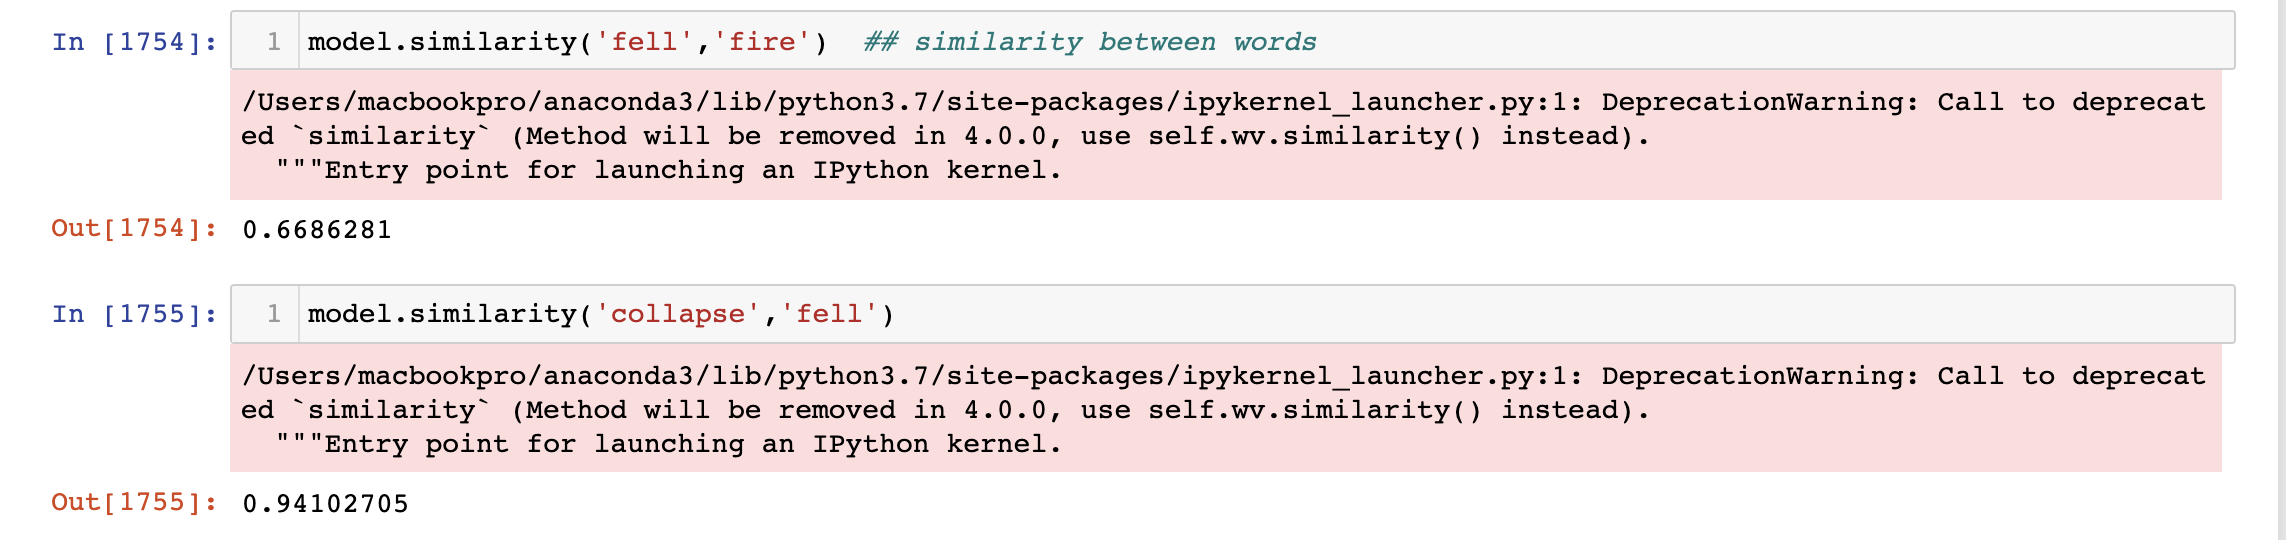 In [1754]: 1 model.similarity('fell','fire')  ## similarity between words
/Users/macbookpro/anaconda3/lib/python3.7/site-packages/ipykernel_launcher.py:1: DeprecationWarning: Call to deprecat
ed `similarity` (Method will be removed in 4.0.0, use self.wv.similarity() instead).
  """Entry point for launching an IPython kernel.
Out[1754]: 0.6686281
In [1755]: 1 model.similarity('collapse','fell')
/Users/macbookpro/anaconda3/lib/python3.7/site-packages/ipykernel_launcher.py:1: DeprecationWarning: Call to deprecat
ed `similarity` (Method will be removed in 4.0.0, use self.wv.similarity() instead).
  """Entry point for launching an IPython kernel.
Out[1755]: 0.94102705